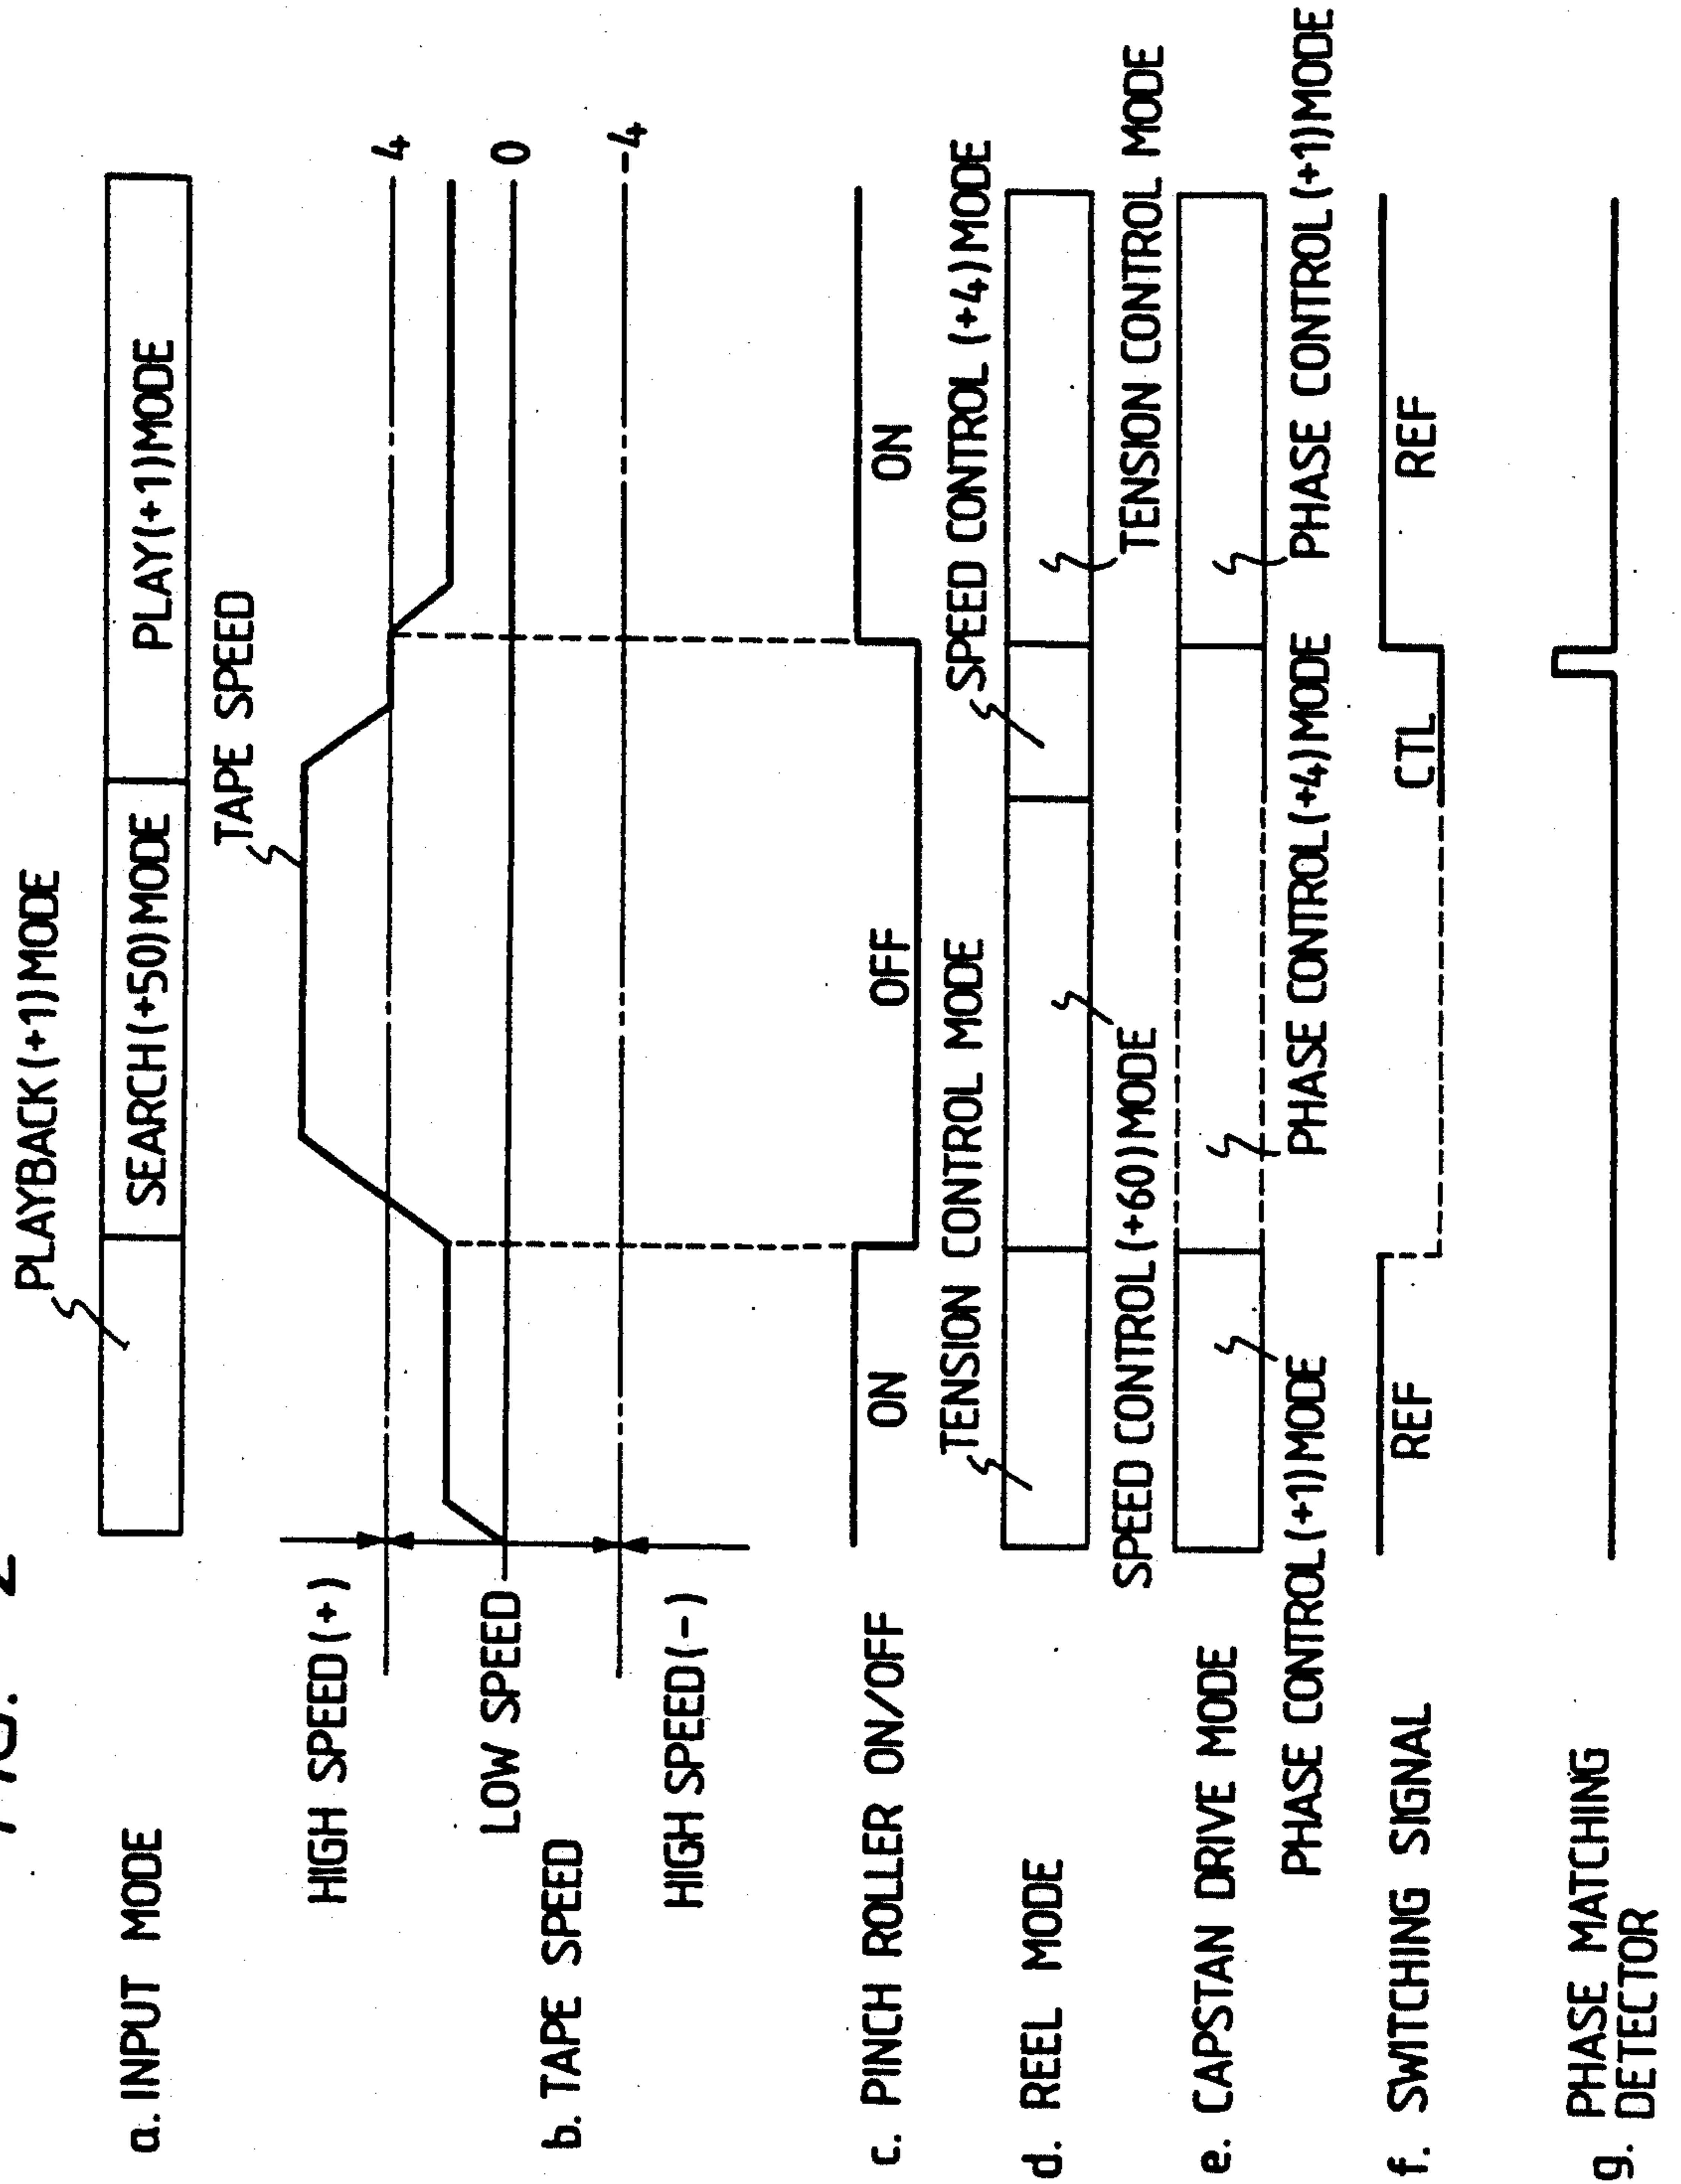 FIG. 2
PLAYBACK(+1)MODE
a. INPUT MODE
SEARCH(+50)MODE
PLAY(+1)MODE
TAPE SPEED
HIGH SPEED(+)
4
LOW SPEED
0
b. TAPE SPEED
-4
HIGH SPEED(-)
c. PINCH ROLLER ON/OFF
ON
OFF
ON
TENSION CONTROL MODE
SPEED CONTROL (+4)MODE
d. REEL MODE
SPEED CONTROL(+60)MODE
TENSION CONTROL MODE
e. CAPSTAN DRIVE MODE
PHASE CONTROL(+1)MODE
PHASE CONTROL(+4)MODE
PHASE CONTROL(+1)MODE
f. SWITCHING SIGNAL
REF
CTL
REF
g. PHASE MATCHING
DETECTOR